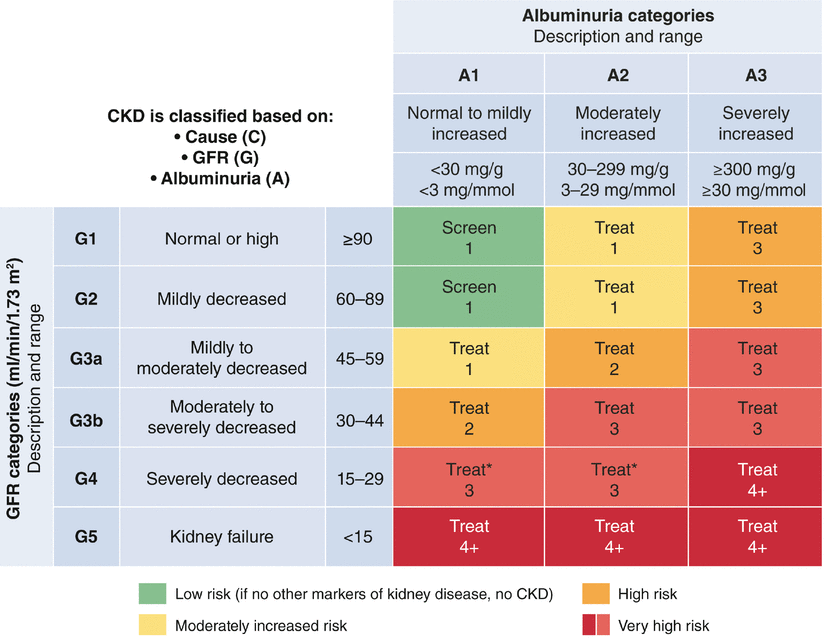 Albuminuria categories
Description and range
A1
A2
A3
CKD is classified based on:
• Cause (C)
• GFR (G)
• Albuminuria (A)
Normal to mildly
increased
Moderately
increased
Severely
increased
<30 mg/g
<3 mg/mmol
30–299 mg/g
3–29 mg/mmol
≥300 mg/g
≥30 mg/mmol
GFR categories (ml/min/1.73 m²)
Description and range
G1
Normal or high
≥90
Screen
1
Treat
1
Treat
3
G2
Mildly decreased
60–89
Screen
1
Treat
1
Treat
3
G3a
Mildly to
moderately decreased
45–59
Treat
1
Treat
2
Treat
3
G3b
Moderately to
severely decreased
30–44
Treat
2
Treat
3
Treat
3
G4
Severely decreased
15–29
Treat*
3
Treat*
3
Treat
4+
G5
Kidney failure
<15
Treat
4+
Treat
4+
Treat
4+
Low risk (if no other markers of kidney disease, no CKD)
High risk
Moderately increased risk
Very high risk